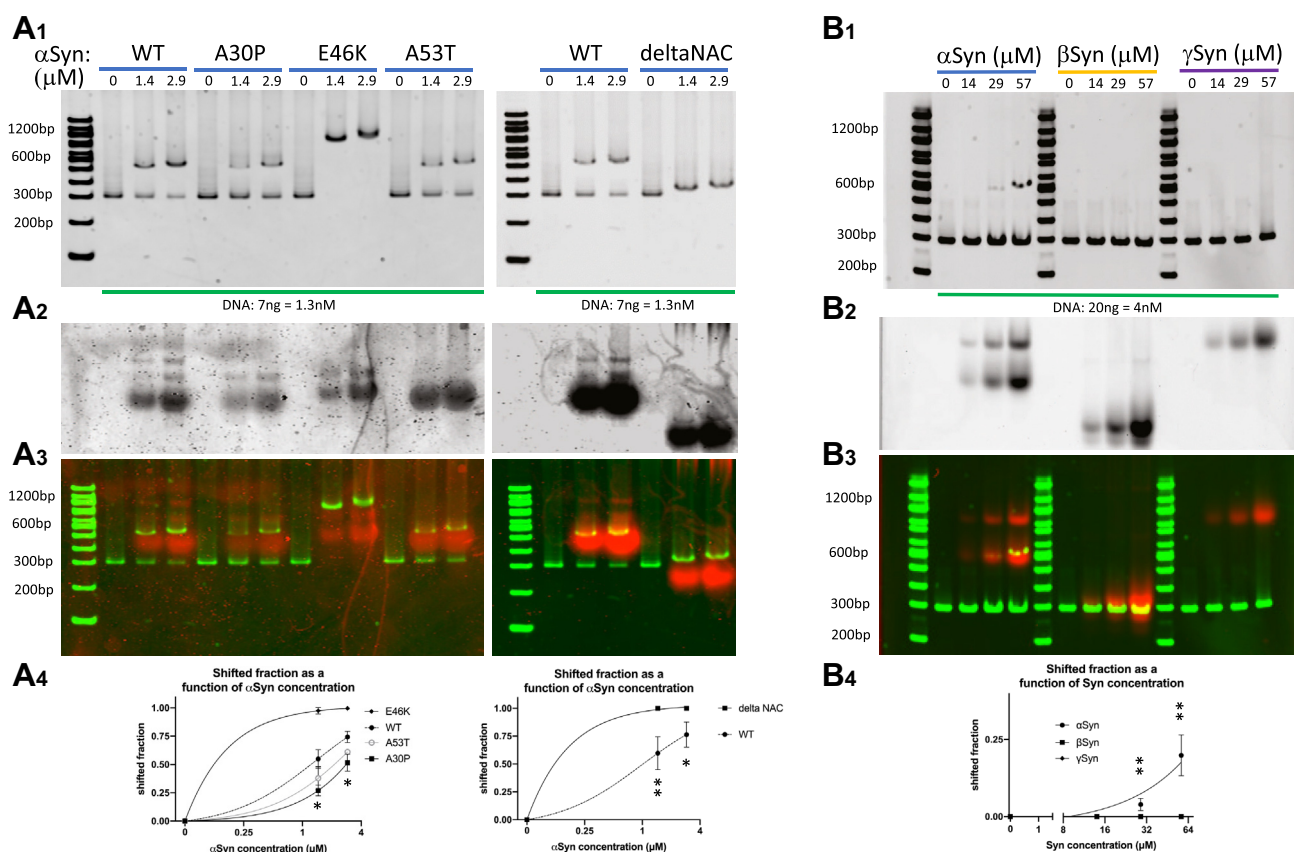 A1
αSyn: WT A30P E46K A53T
(μM) 0 1.4 2.9 0 1.4 2.9 0 1.4 2.9 0 1.4 2.9
1200bp
600bp
300bp
200bp
DNA: 7ng = 1.3nM
WT deltaNAC
0 1.4 2.9 0 1.4 2.9
DNA: 7ng = 1.3nM
A2
A3
1200bp
600bp
300bp
200bp
A4
Shifted fraction as a
function of αSyn concentration
shifted fraction
1.00
0.75
0.50
0.25
0.00
E46K
WT
A53T
A30P
*
*
0 0.25 1 4
αSyn concentration (μM)
Shifted fraction as a
function of αSyn concentration
shifted fraction
1.00
0.75
0.50
0.25
0.00
delta NAC
WT
**
*
0 0.25 1 4
αSyn concentration (μM)
B1
αSyn (μM) βSyn (μM) γSyn (μM)
0 14 29 57 0 14 29 57 0 14 29 57
1200bp
600bp
300bp
200bp
DNA: 20ng = 4nM
B2
B3
1200bp
600bp
300bp
200bp
B4
Shifted fraction as a
function of Syn concentration
shifted fraction
0.25
0.00
αSyn
βSyn
γSyn
**
**
0 1 8 16 32 64
Syn concentration (μM)